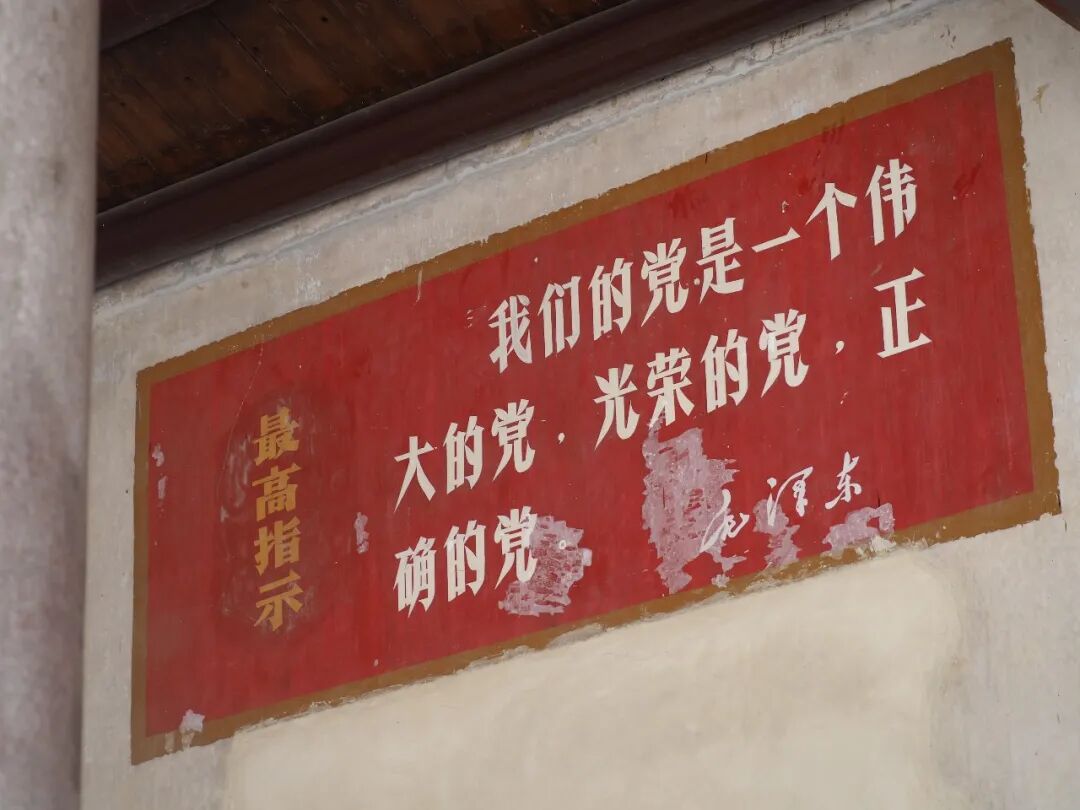 最高指示
我们的党是一个伟
大的党，光荣的党，正
确的党。
毛泽东